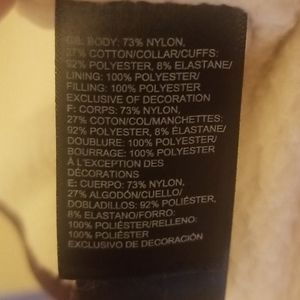 GB: BODY: 73% NYLON,
27% COTTON/COLLAR/CUFFS:
92% POLYESTER, 8% ELASTANE/
LINING: 100% POLYESTER/
FILLING: 100% POLYESTER
EXCLUSIVE OF DECORATION
F: CORPS: 73% NYLON,
27% COTON/COL/MANCHETTES:
92% POLYESTER, 8% ÉLASTANE/
DOUBLURE: 100% POLYESTER/
BOURRAGE: 100% POLYESTER
À L'EXCEPTION DES
DÉCORATIONS
E: CUERPO: 73% NYLON,
27% ALGODÓN/CUELLO/
DOBLADILLOS: 92% POLIÉSTER,
8% ELASTANO/FORRO:
100% POLIÉSTER/RELLENO:
100% POLIÉSTER
EXCLUSIVO DE DECORACIÓN